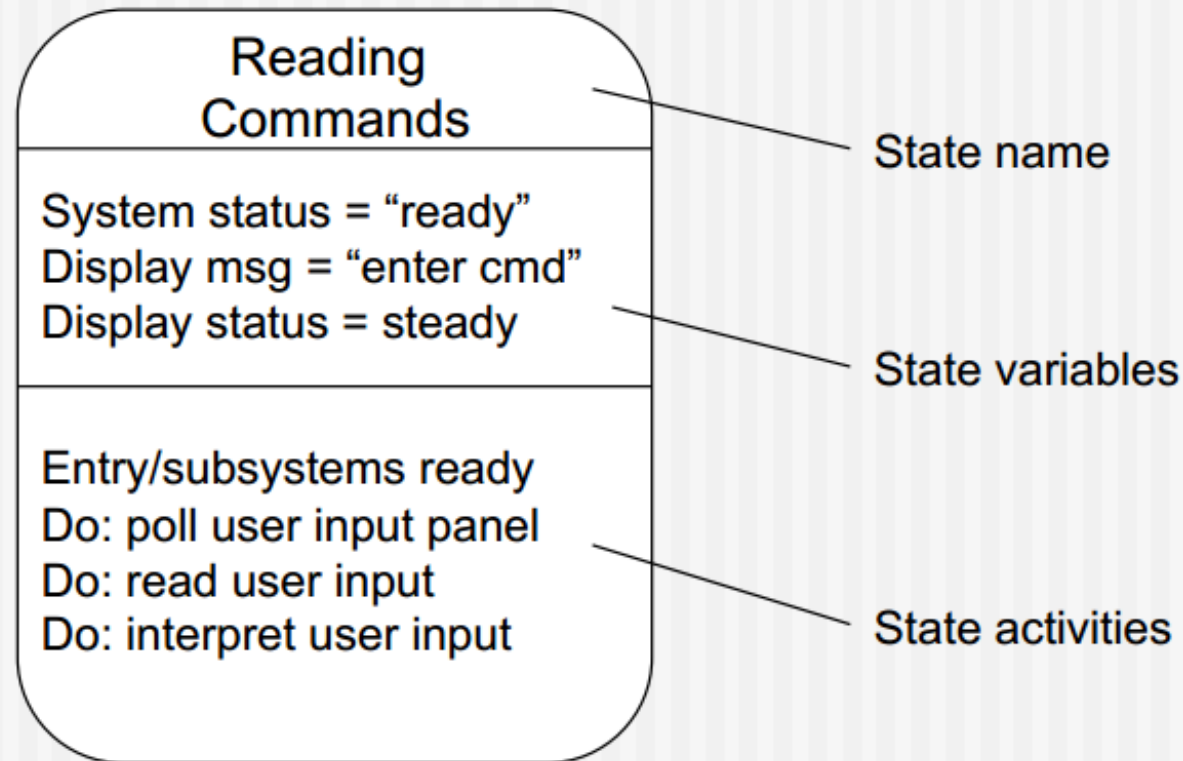 Reading
Commands
State name
System status = “ready”
Display msg = “enter cmd”
Display status = steady
State variables
Entry/subsystems ready
Do: poll user input panel
Do: read user input
Do: interpret user input
State activities